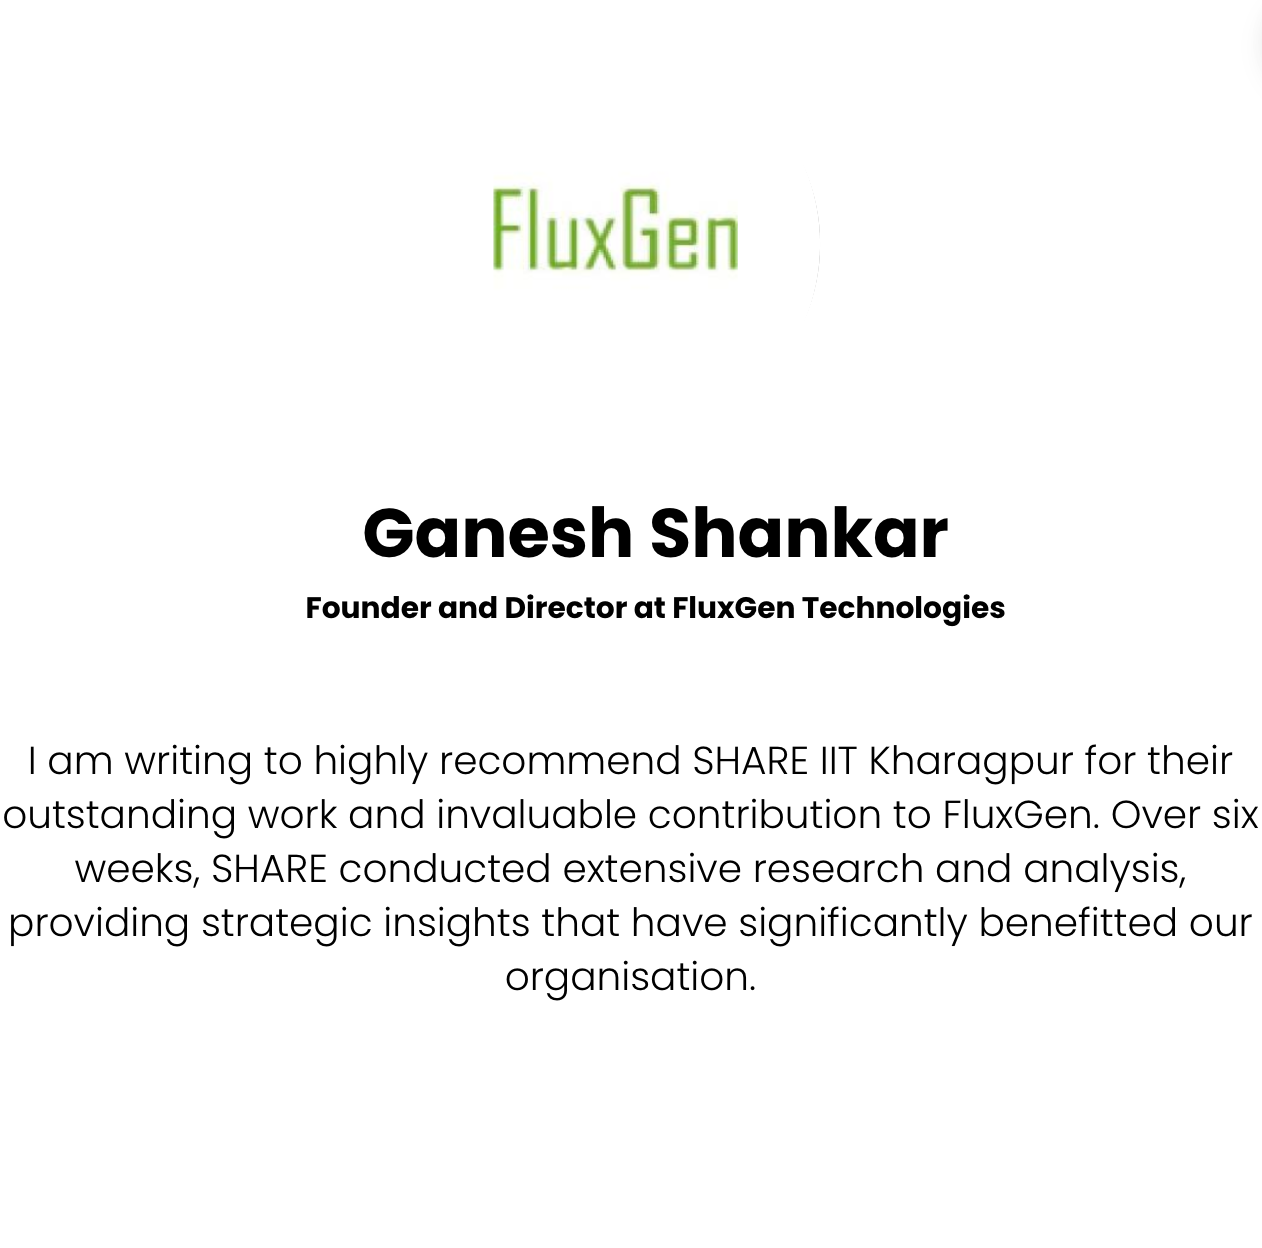 FluxGen
Ganesh Shankar
Founder and Director at FluxGen Technologies
I am writing to highly recommend SHARE IIT Kharagpur for their
outstanding work and invaluable contribution to FluxGen. Over six
weeks, SHARE conducted extensive research and analysis,
providing strategic insights that have significantly benefitted our
organisation.